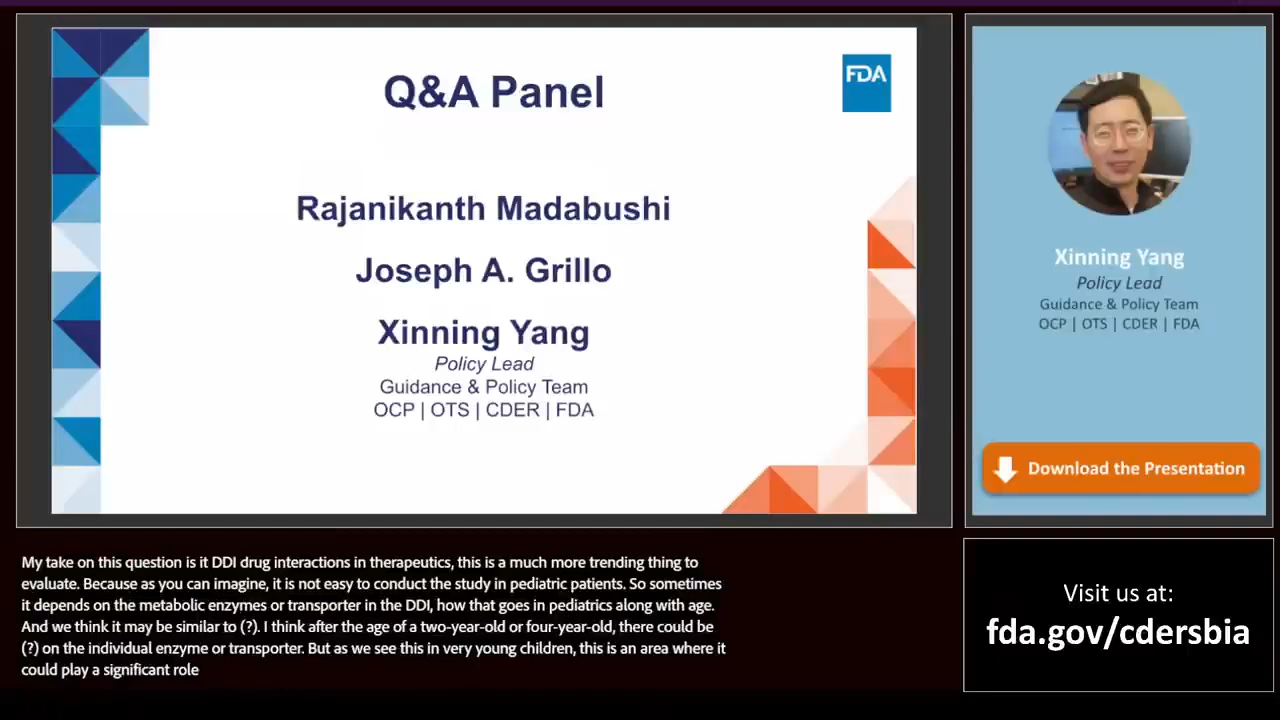 Q&A Panel
FDA
Rajanikanth Madabushi
Joseph A. Grillo
Xinning Yang
Policy Lead
Guidance & Policy Team
OCP | OTS | CDER | FDA
Xinning Yang
Policy Lead
Guidance & Policy Team
OCP | OTS | CDER | FDA
Download the Presentation
My take on this question is it DDI drug interactions in therapeutics, this is a much more trending thing to
evaluate. Because as you can imagine, it is not easy to conduct the study in pediatric patients. So sometimes
it depends on the metabolic enzymes or transporter in the DDI, how that goes in pediatrics along with age.
And we think it may be similar to (?). I think after the age of a two-year-old or four-year-old, there could be
(?) on the individual enzyme or transporter. But as we see this in very young children, this is an area where it
could play a significant role
Visit us at:
fda.gov/cdersbia